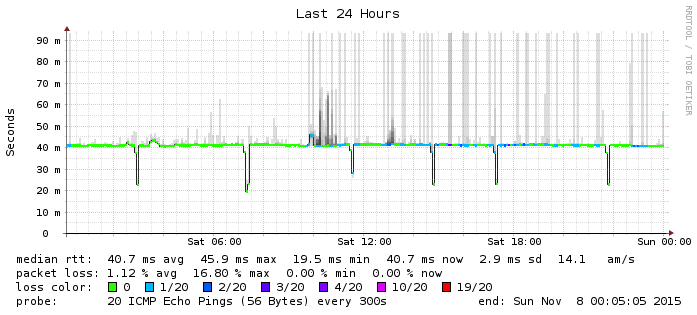 Last 24 Hours
RRDTOOL / TOBI OETIKER
Seconds
90 m
80 m
70 m
60 m
50 m
40 m
30 m
20 m
10 m
0
Sat 06:00 Sat 12:00 Sat 18:00 Sun 00:00
median rtt: 40.7 ms avg 45.9 ms max 19.5 ms min 40.7 ms now 2.9 ms sd 14.1 am/s
packet loss: 1.12 % avg 16.80 % max 0.00 % min 0.00 % now
loss color: 0 1/20 2/20 3/20 4/20 10/20 19/20
probe: 20 ICMP Echo Pings (56 Bytes) every 300s end: Sun Nov 8 00:05:05 2015